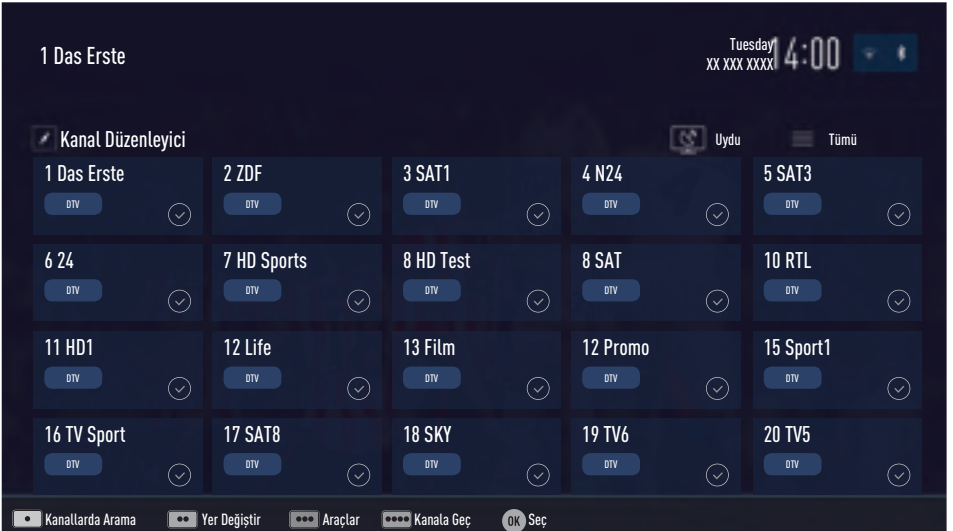 1 Das Erste
Tuesday
XX XXX XXXX
14:00
Kanal Düzenleyici
Uydu
Tümü
1 Das Erste
DTV
2 ZDF
DTV
3 SAT1
DTV
4 N24
DTV
5 SAT3
DTV
6 24
DTV
7 HD Sports
DTV
8 HD Test
DTV
8 SAT
DTV
10 RTL
DTV
11 HD1
DTV
12 Life
DTV
13 Film
DTV
12 Promo
DTV
15 Sport1
DTV
16 TV Sport
DTV
17 SAT8
DTV
18 SKY
DTV
19 TV6
DTV
20 TV5
DTV
Kanallarda Arama
Yer Değiştir
Araçlar
Kanala Geç
OK Seç